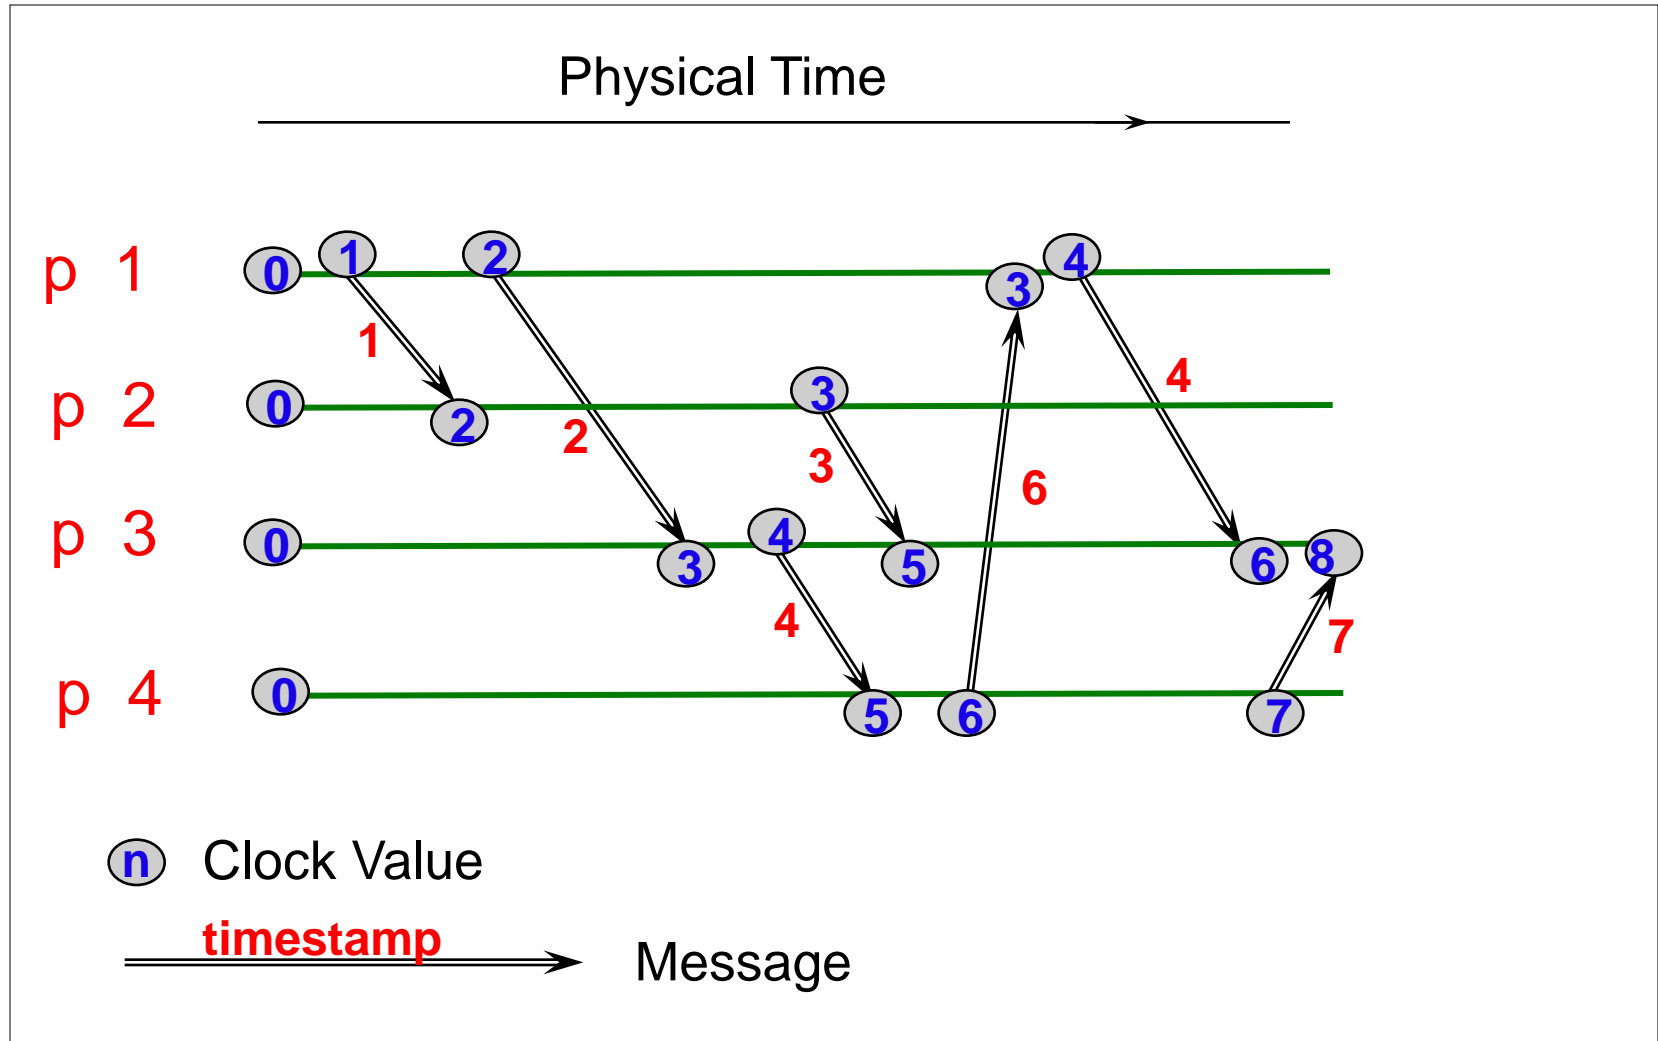 Physical Time
p 1 0 1 2 3 4
1
4
p 2 0 2 3
2
3
6
p 3 0 3 4 5 6 8
4
7
p 4 0 5 6 7
n Clock Value
timestamp
Message